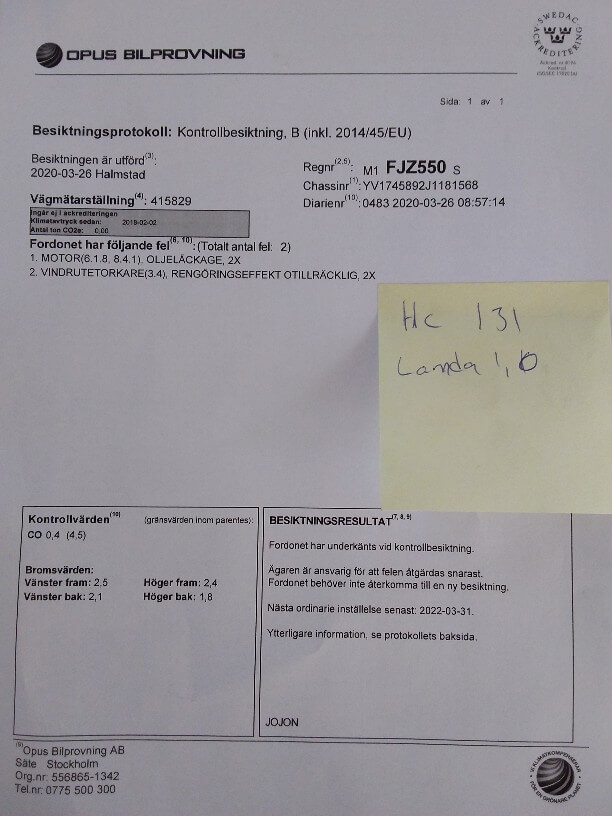 OPUS BILPROVNING
SWEDAC
ACKREDITERING
Sida: 1 av 1
Besiktningsprotokoll: Kontrollbesiktning, B (inkl. 2014/45/EU)
Besiktningen är utförd(3):
2020-03-26 Halmstad
Regnr(2,5): M1 FJZ550 S
Chassinr(1):YV1745892J1181568
Vägmätarställning(4): 415829
Diarienr(10):0483 2020-03-26 08:57:14
Ingår ej i ackrediteringen
Klimatavtryck sedan: 2018-02-02
Antal ton CO2e: 0,00
Fordonet har följande fel(6, 10):(Totalt antal fel: 2)
1. MOTOR(6.1.8, 8.4.1), OLJELÄCKAGE, 2X
2. VINDRUTETORKARE(3.4), RENGÖRINGSEFFEKT OTILLRÄCKLIG, 2X
HC 131
Lamda 1,0
Kontrollvärden(10) (gränsvärden inom parentes):
CO 0,4 (4,5)
Bromsvärden:
Vänster fram: 2,5 Höger fram: 2,4
Vänster bak: 2,1 Höger bak: 1,8
BESIKTNINGSRESULTAT(7, 8, 9)
Fordonet har underkänts vid kontrollbesiktning.
Ägaren är ansvarig för att felen åtgärdas snarast.
Fordonet behöver inte återkomma till en ny besiktning.
Nästa ordinarie inställelse senast: 2022-03-31.
Ytterligare information, se protokollets baksida.
JOJON
(9)Opus Bilprovning AB
Säte Stockholm
Org.nr: 556865-1342
Tel.nr: 0775 500 300